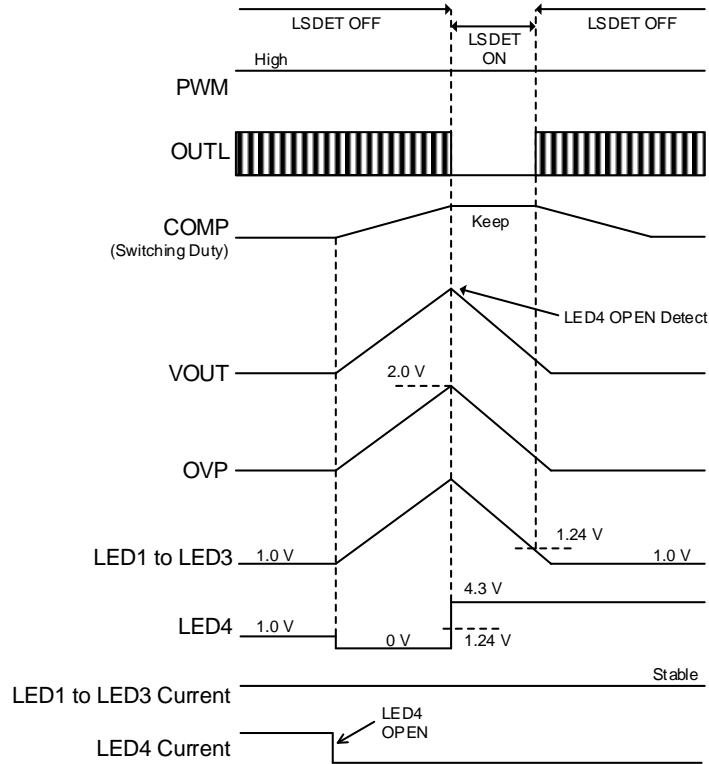 LSDET OFF
LSDET
ON
LSDET OFF
High
PWM
OUTL
COMP
(Switching Duty)
Keep
LED4 OPEN Detect
VOUT
2.0 V
OVP
1.24 V
LED1 to LED3
1.0 V
1.0 V
4.3 V
LED4
1.0 V
0 V
1.24 V
Stable
LED1 to LED3 Current
LED4
OPEN
LED4 Current